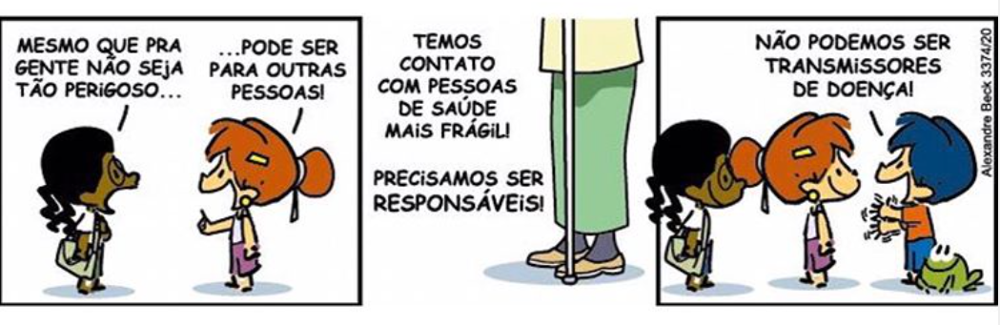 MESMO QUE PRA
GENTE NÃO SEJA
TÃO PERIGOSO...
...PODE SER
PARA OUTRAS
PESSOAS!
TEMOS
CONTATO
COM PESSOAS
DE SAÚDE
MAIS FRÁGIL!
PRECISAMOS SER
RESPONSÁVEIS!
NÃO PODEMOS SER
TRANSMISSORES
DE DOENÇA!
Alexandre Beck 3374/20